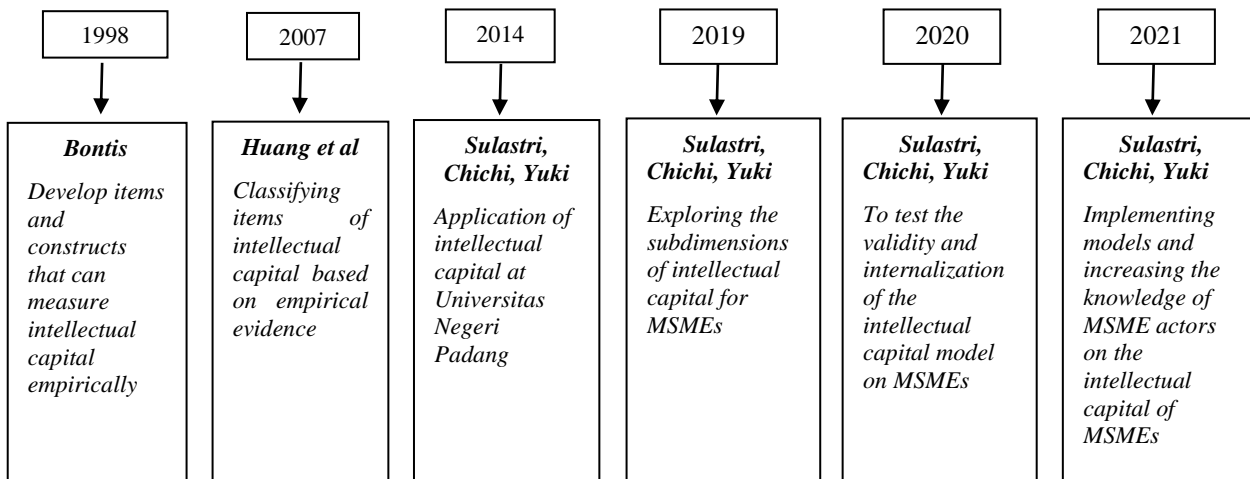 1998
2007
2014
2019
2020
2021
Bontis
Develop items
and
constructs
that can
measure
intellectual
capital
empirically
Huang et al
Classifying
items of
intellectual
capital based
on empirical
evidence
Sulastri,
Chichi, Yuki
Application of
intellectual
capital at
Universitas
Negeri
Padang
Sulastri,
Chichi, Yuki
Exploring the
subdimensions
of intellectual
capital for
MSMEs
Sulastri,
Chichi, Yuki
To test the
validity and
internalization
of the
intellectual
capital model
on MSMEs
Sulastri,
Chichi, Yuki
Implementing
models and
increasing the
knowledge of
MSME actors
on the
intellectual
capital of
MSMEs